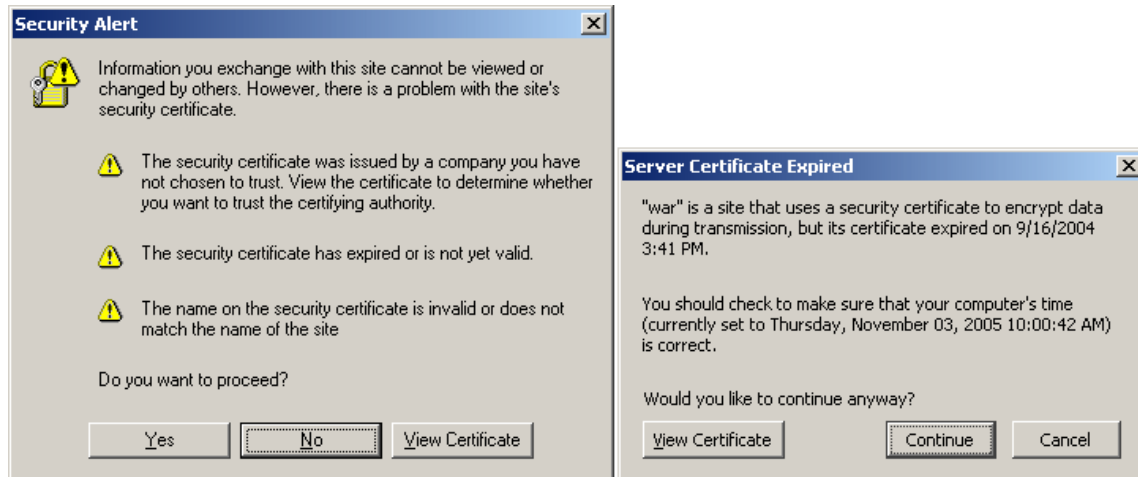 Security Alert
Information you exchange with this site cannot be viewed or
changed by others. However, there is a problem with the site's
security certificate.
The security certificate was issued by a company you have
not chosen to trust. View the certificate to determine whether
you want to trust the certifying authority.
The security certificate has expired or is not yet valid.
The name on the security certificate is invalid or does not
match the name of the site
Do you want to proceed?
Yes
No
View Certificate
Server Certificate Expired
"war" is a site that uses a security certificate to encrypt data
during transmission, but its certificate expired on 9/16/2004
3:41 PM.
You should check to make sure that your computer's time
(currently set to Thursday, November 03, 2005 10:00:42 AM)
is correct.
Would you like to continue anyway?
View Certificate
Continue
Cancel